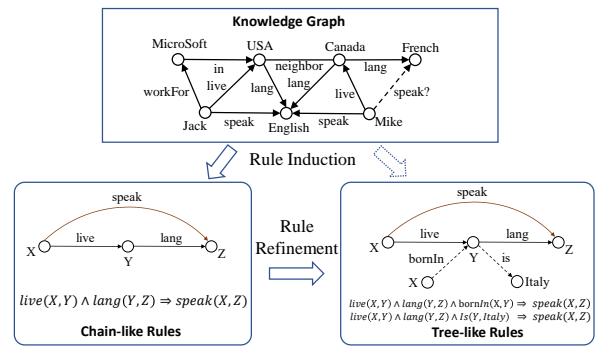 Knowledge Graph
MicroSoft
USA
Canada
French
in
neighbor
lang
workFor
live
lang
lang
live
speak?
Jack
speak
English
speak
Mike
Rule Induction
speak
X
live
Y
lang
Z
live(X,Y) ∧ lang(Y,Z) ⇒ speak(X,Z)
Chain-like Rules
Rule
Refinement
speak
X
live
Y
lang
Z
bornIn
is
X
Italy
live(X,Y) ∧ lang(Y,Z) ∧ bornIn(X,Y) ⇒ speak(X,Z)
live(X,Y) ∧ lang(Y,Z) ∧ Is(Y,Italy) ⇒ speak(X,Z)
Tree-like Rules